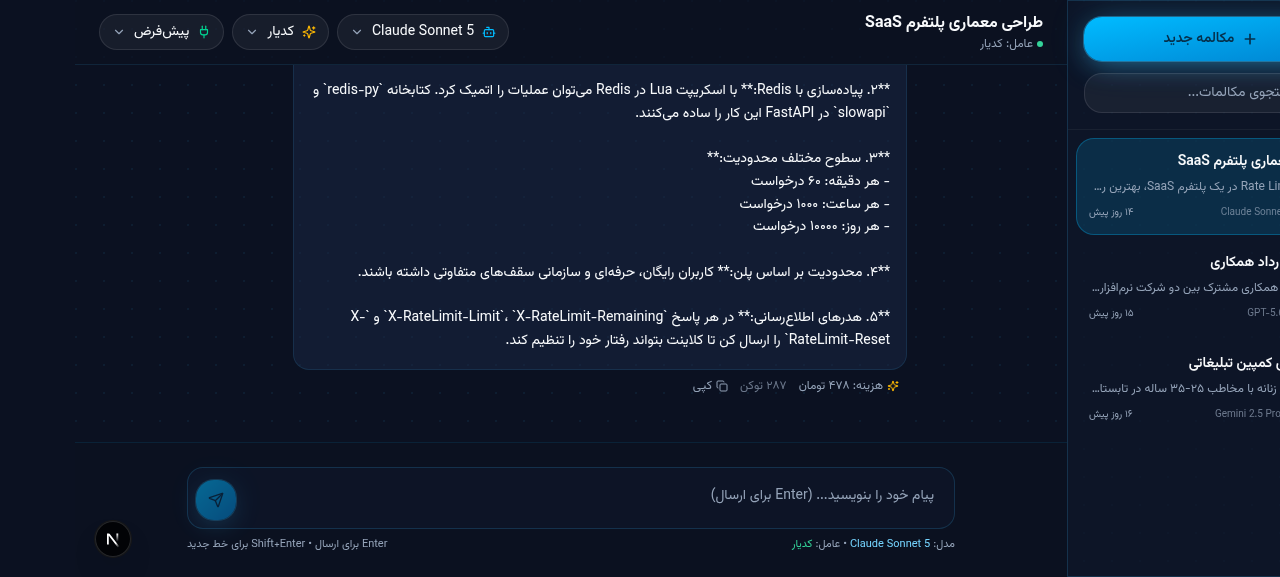 مکالمه جدید
جوی مکالمات...
ماری پلتفرم SaaS
در یک پلتفرم SaaS، بهترین ر...
۱۴ روز پیش
رداد همکاری
همکاری مشترک بین دو شرکت نرم‌افزار...
۱۵ روز پیش
کمپین تبلیغاتی
زنانه با مخاطب ۲۵-۳۵ ساله در تابستا...
Gemini 2.5 Pro
۱۶ روز پیش
طراحی معماری پلتفرم SaaS
عامل: کدیار
Claude Sonnet 5
کدیار
پیش‌فرض
**۲. پیاده‌سازی با Redis:** با اسکریپت Lua در Redis می‌توان عملیات را اتمیک کرد. کتابخانه `redis-py` و
`slowapi` در FastAPI این کار را ساده می‌کنند.
**۳. سطوح مختلف محدودیت:**
- هر دقیقه: ۶۰ درخواست
- هر ساعت: ۱۰۰۰ درخواست
- هر روز: ۱۰۰۰۰ درخواست
**۴. محدودیت بر اساس پلن:** کاربران رایگان، حرفه‌ای و سازمانی سقف‌های متفاوتی داشته باشند.
**۵. هدرهای اطلاع‌رسانی:** در هر پاسخ `X-RateLimit-Limit`، `X-RateLimit-Remaining` و `X-
RateLimit-Reset` را ارسال کن تا کلاینت بتواند رفتار خود را تنظیم کند.
هزینه: ۴۷۸ تومان
۲۸۷ توکن
کپی
پیام خود را بنویسید... (Enter برای ارسال)
مدل: Claude Sonnet 5 • عامل: کدیار
Enter برای ارسال • Shift+Enter برای خط جدید
N